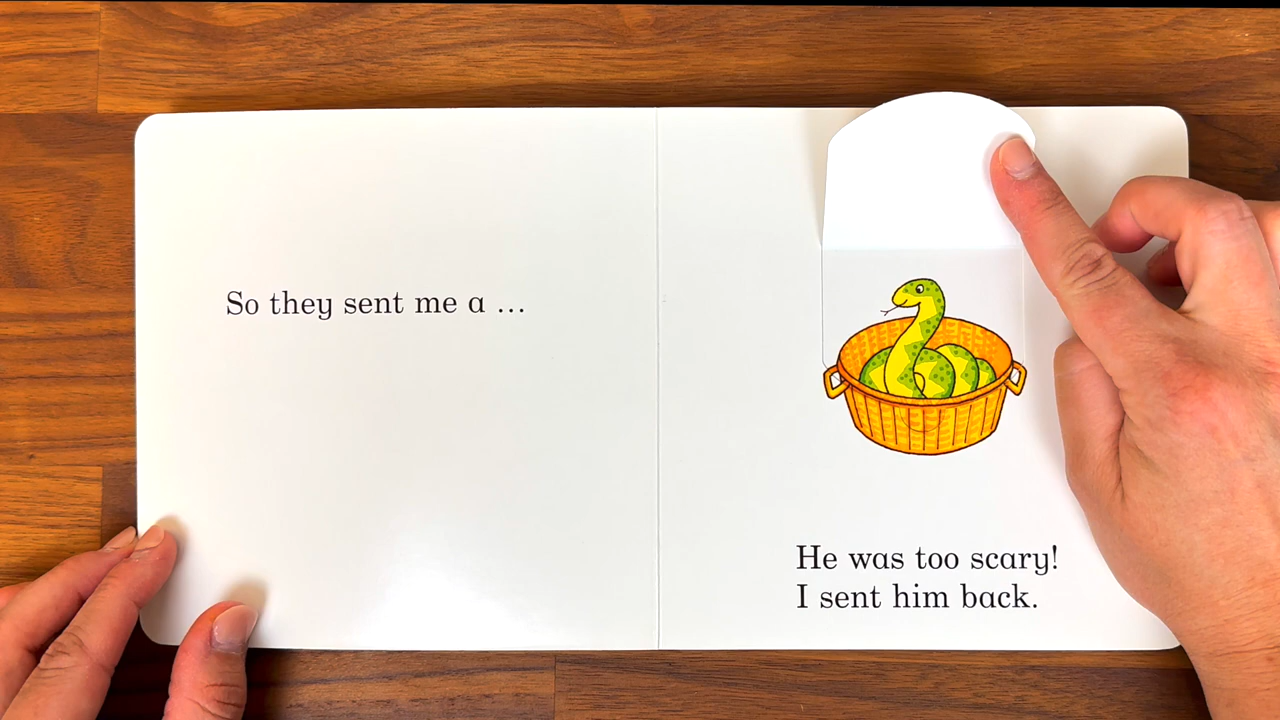 So they sent me a ...
He was too scary!
I sent him back.